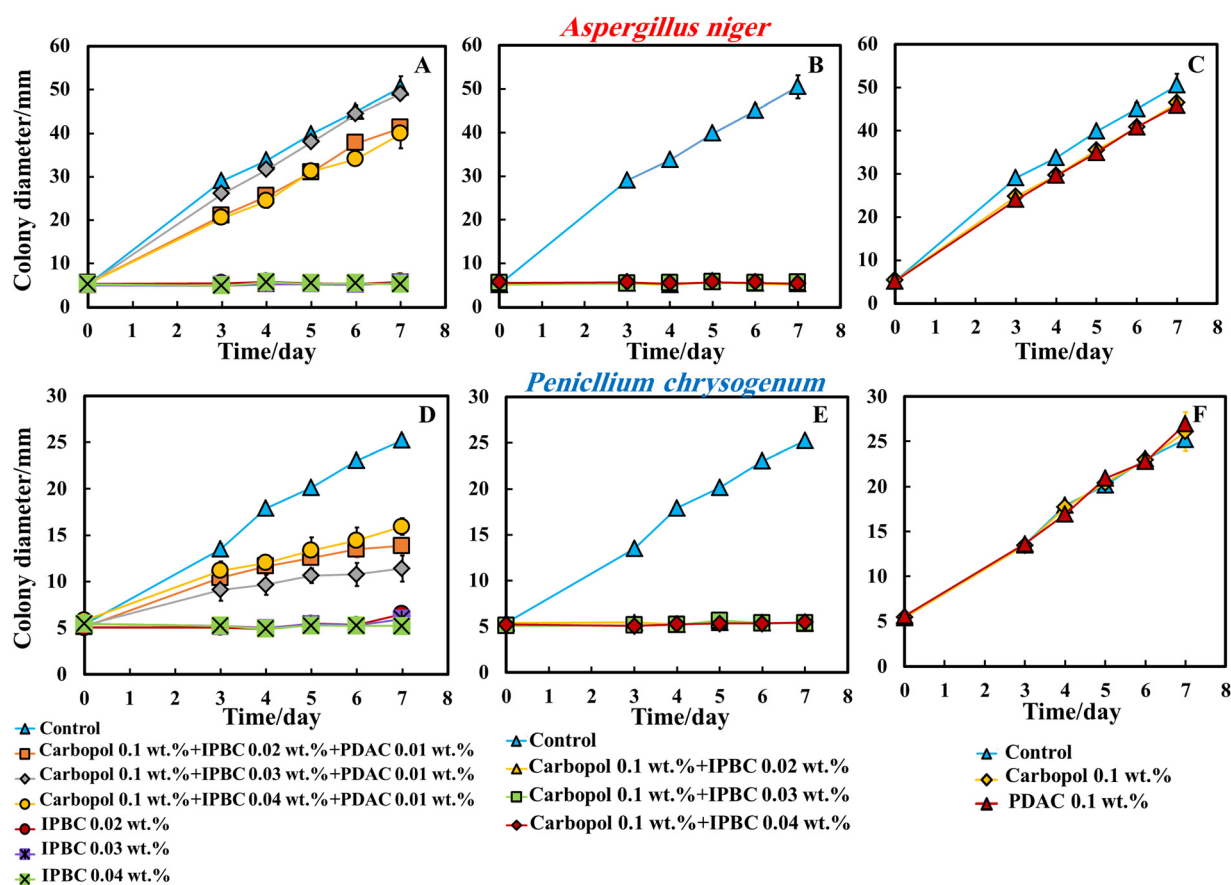 Aspergillus niger
Colony diameter/mm
60
50
40
30
20
10
0
A
0 1 2 3 4 5 6 7 8
Time/day
60
50
40
30
20
10
0
B
0 1 2 3 4 5 6 7 8
Time/day
60
50
40
30
20
10
0
C
0 1 2 3 4 5 6 7 8
Time/day
Penicllium chrysogenum
Colony diameter/mm
30
25
20
15
10
5
0
D
0 1 2 3 4 5 6 7 8
Time/day
30
25
20
15
10
5
0
E
0 1 2 3 4 5 6 7 8
Time/day
30
25
20
15
10
5
0
F
0 1 2 3 4 5 6 7 8
Time/day
Control
Carbopol 0.1 wt.%+IPBC 0.02 wt.%+PDAC 0.01 wt.%
Carbopol 0.1 wt.%+IPBC 0.03 wt.%+PDAC 0.01 wt.%
Carbopol 0.1 wt.%+IPBC 0.04 wt.%+PDAC 0.01 wt.%
IPBC 0.02 wt.%
IPBC 0.03 wt.%
IPBC 0.04 wt.%
Control
Carbopol 0.1 wt.%+IPBC 0.02 wt.%
Carbopol 0.1 wt.%+IPBC 0.03 wt.%
Carbopol 0.1 wt.%+IPBC 0.04 wt.%
Control
Carbopol 0.1 wt.%
PDAC 0.1 wt.%